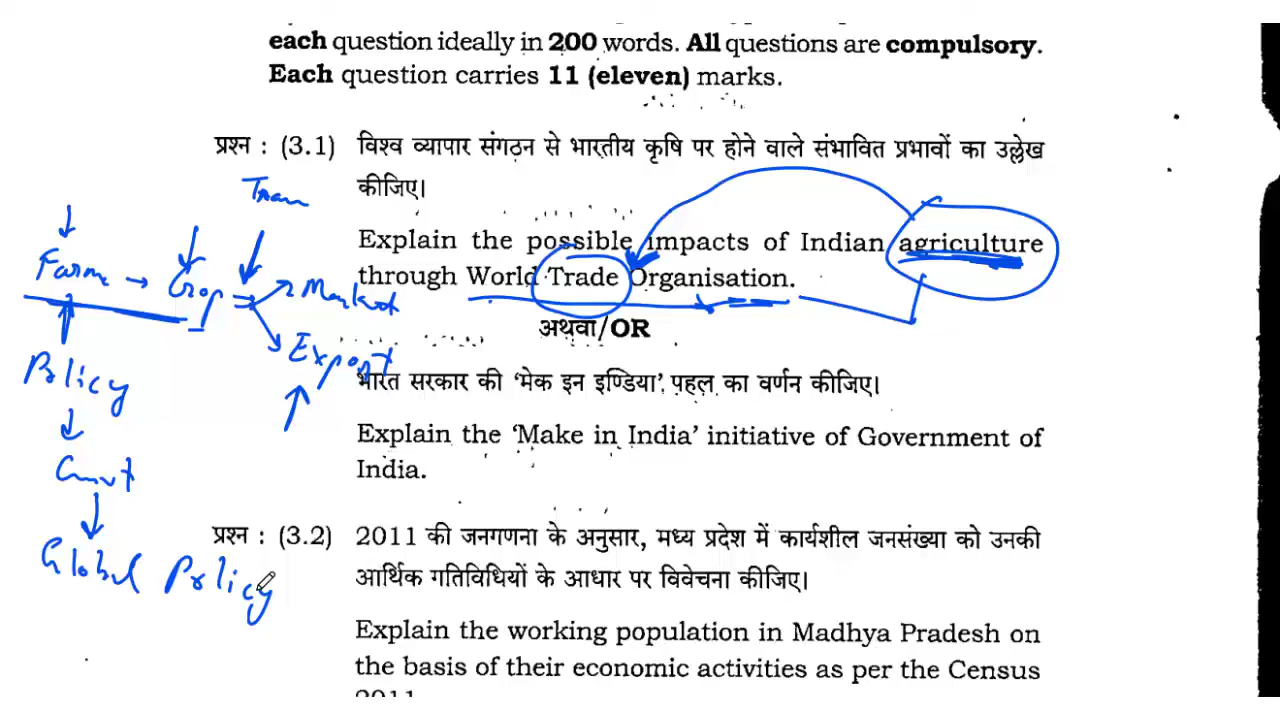 each question ideally in 200 words. All questions are compulsory.
Each question carries 11 (eleven) marks.
प्रश्न : (3.1) विश्व व्यापार संगठन से भारतीय कृषि पर होने वाले संभावित प्रभावों का उल्लेख
कीजिए।
Explain the possible impacts of Indian agriculture
through World Trade Organisation.
अथवा/OR
भारत सरकार की ‘मेक इन इण्डिया’ पहल का वर्णन कीजिए।
Explain the ‘Make in India’ initiative of Government of
India.
प्रश्न : (3.2) 2011 की जनगणना के अनुसार, मध्य प्रदेश में कार्यशील जनसंख्या को उनकी
आर्थिक गतिविधियों के आधार पर विवेचना कीजिए।
Explain the working population in Madhya Pradesh on
the basis of their economic activities as per the Census
2011
Farm → Crop
Market
Export
Policy
Govt
Global Policy